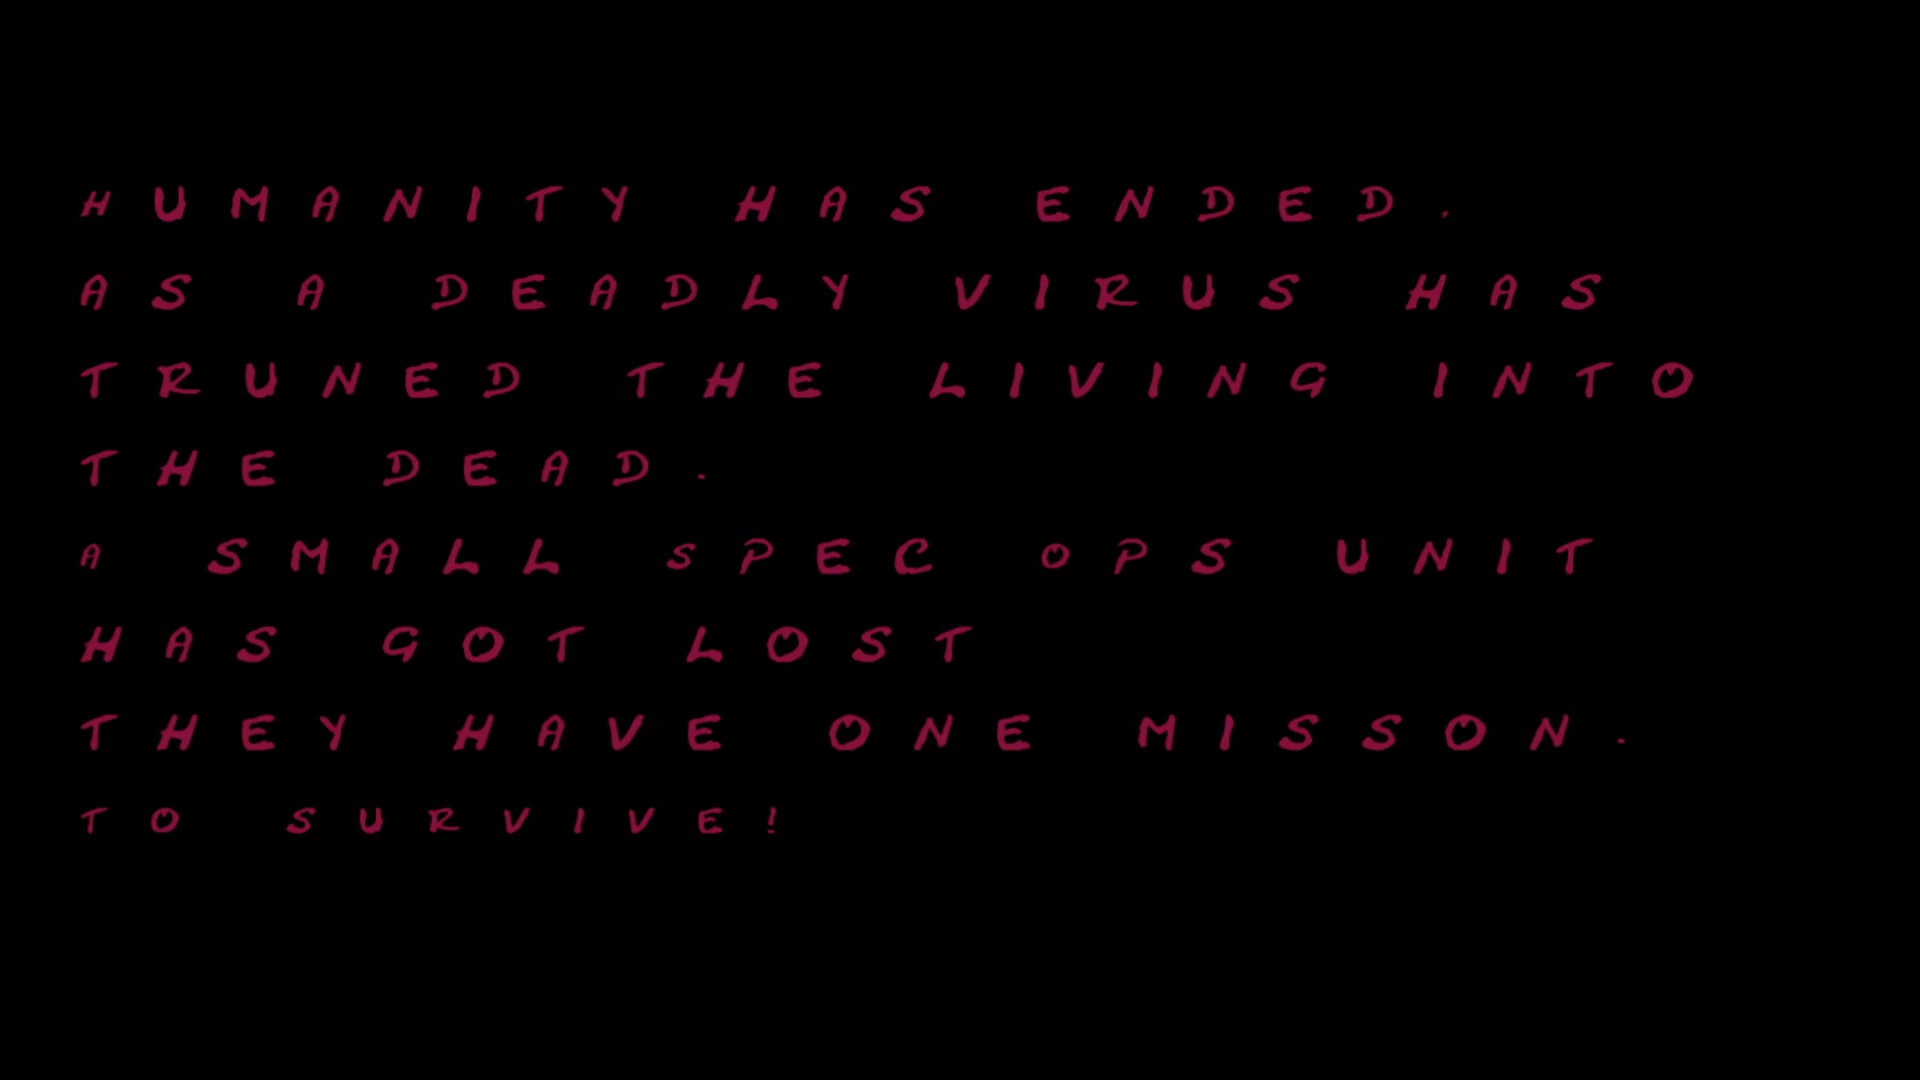 HUMANITY HAS ENDED.
AS A DEADLY VIRUS HAS
TRUNED THE LIVING INTO
THE DEAD.
A SMALL SPEC OPS UNIT
HAS GOT LOST
THEY HAVE ONE MISSON.
TO SURVIVE!